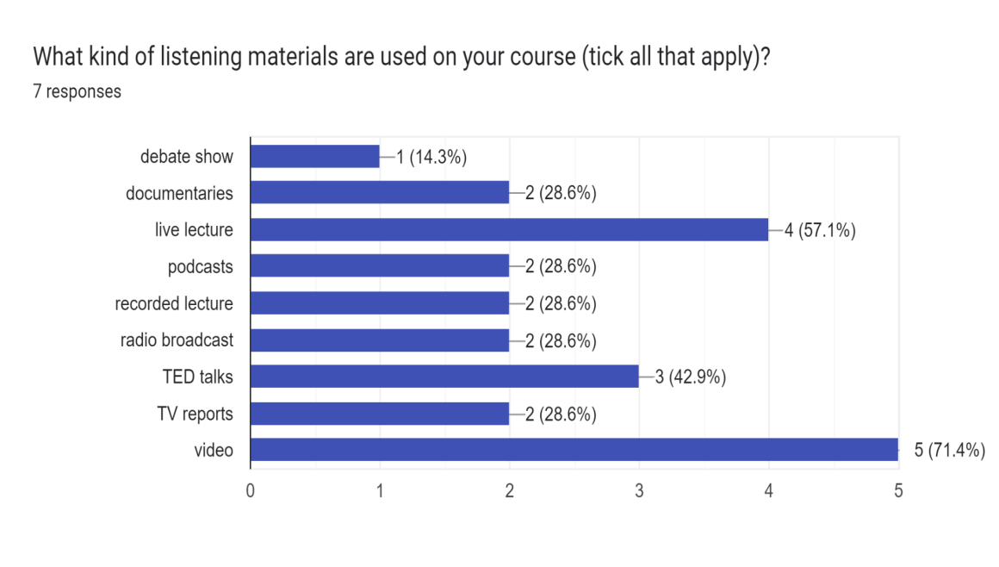 What kind of listening materials are used on your course (tick all that apply)?
7 responses
debate show 1 (14.3%)
documentaries 2 (28.6%)
live lecture 4 (57.1%)
podcasts 2 (28.6%)
recorded lecture 2 (28.6%)
radio broadcast 2 (28.6%)
TED talks 3 (42.9%)
TV reports 2 (28.6%)
video 5 (71.4%)
0 1 2 3 4 5